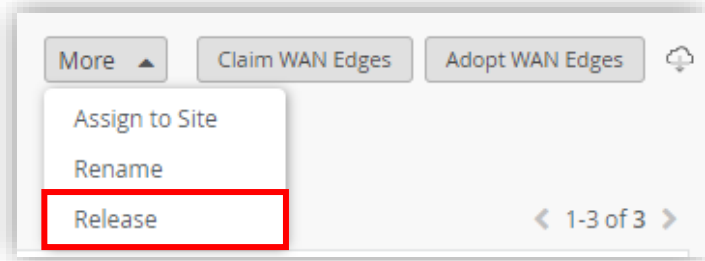 More Claim WAN Edges Adopt WAN Edges
Assign to Site
Rename
Release 1-3 of 3